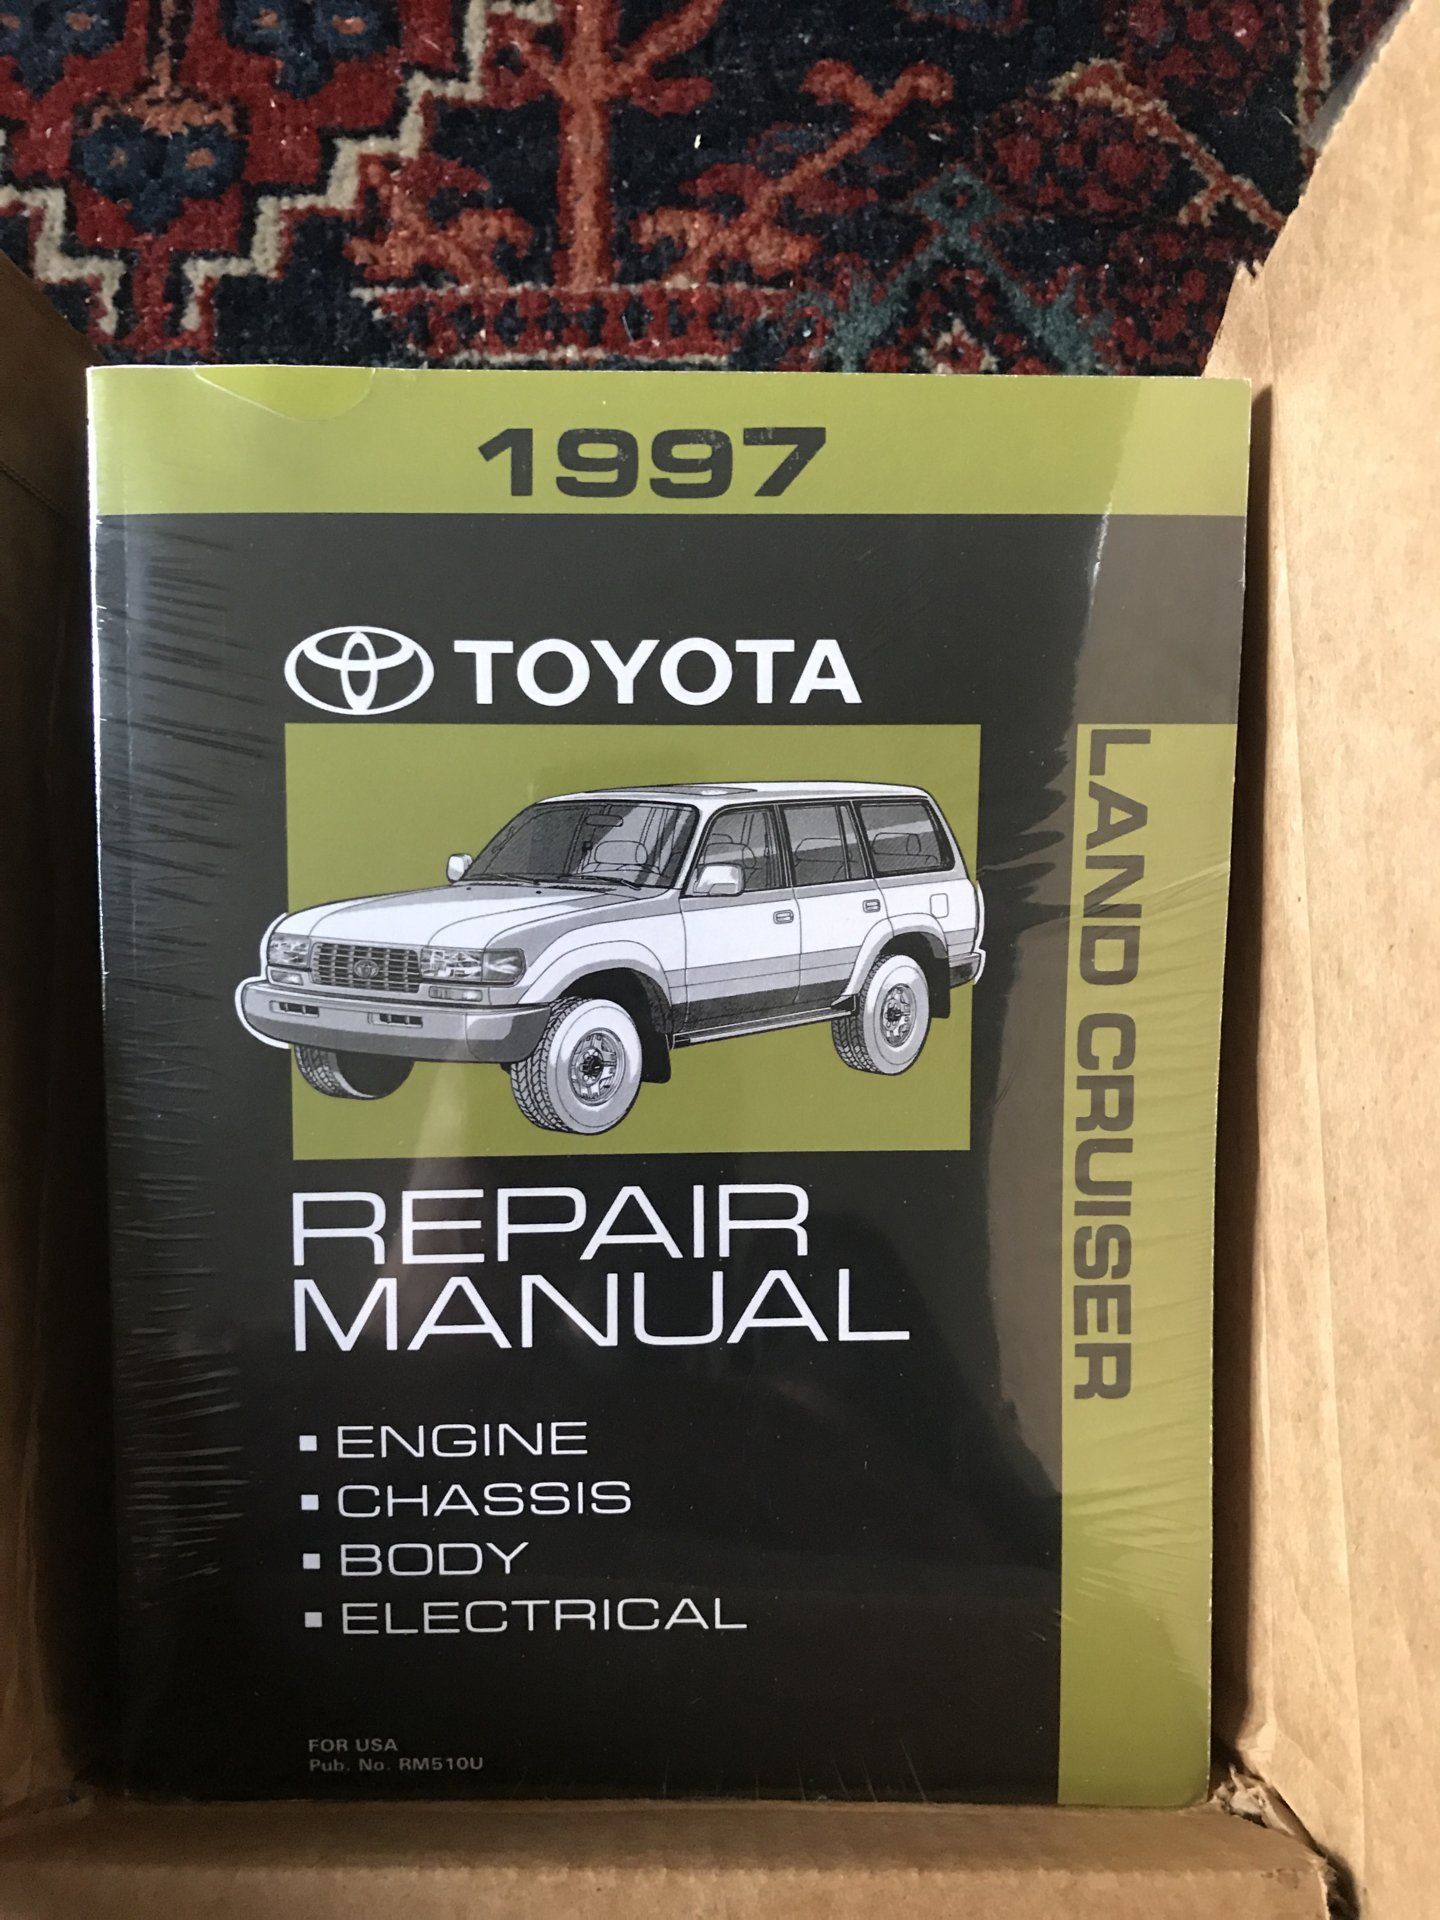 1997
TOYOTA
LAND CRUISER
REPAIR
MANUAL
▪ ENGINE
▪ CHASSIS
▪ BODY
▪ ELECTRICAL
FOR USA
Pub. No. RM510U